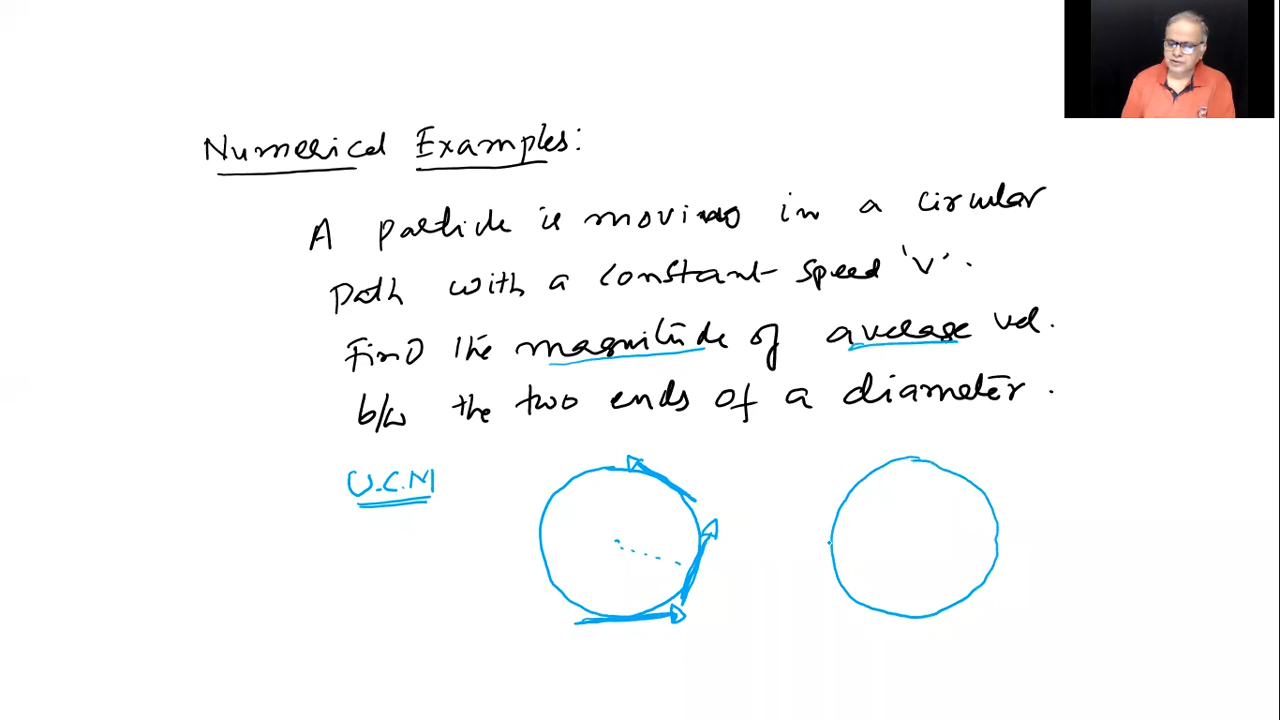 Numerical Examples:
A particle is moving in a circular
path with a constant speed 'v'.
Find the magnitude of average vel.
b/w the two ends of a diameter.
U.C.M